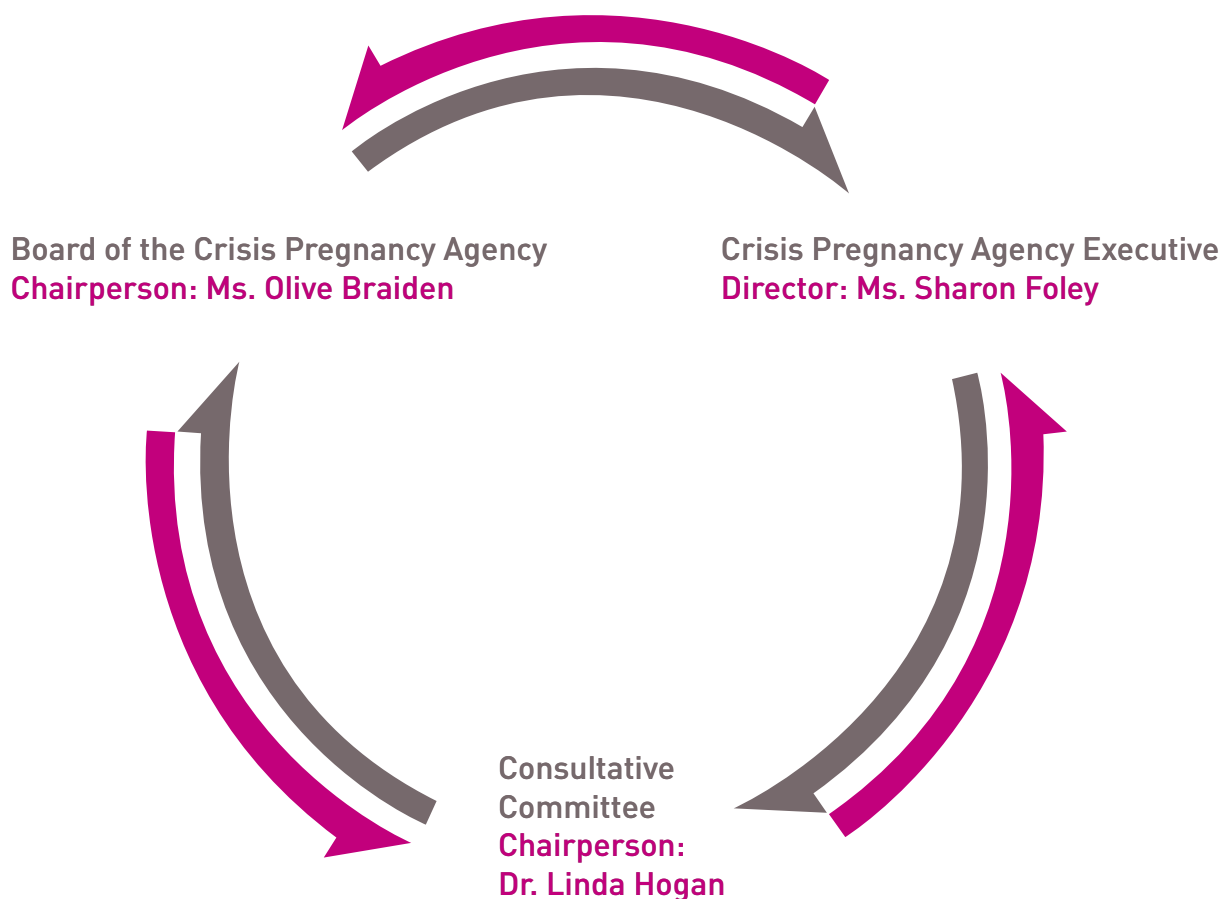 Board of the Crisis Pregnancy Agency
Chairperson: Ms. Olive Braiden
Crisis Pregnancy Agency Executive
Director: Ms. Sharon Foley
Consultative
Committee
Chairperson:
Dr. Linda Hogan